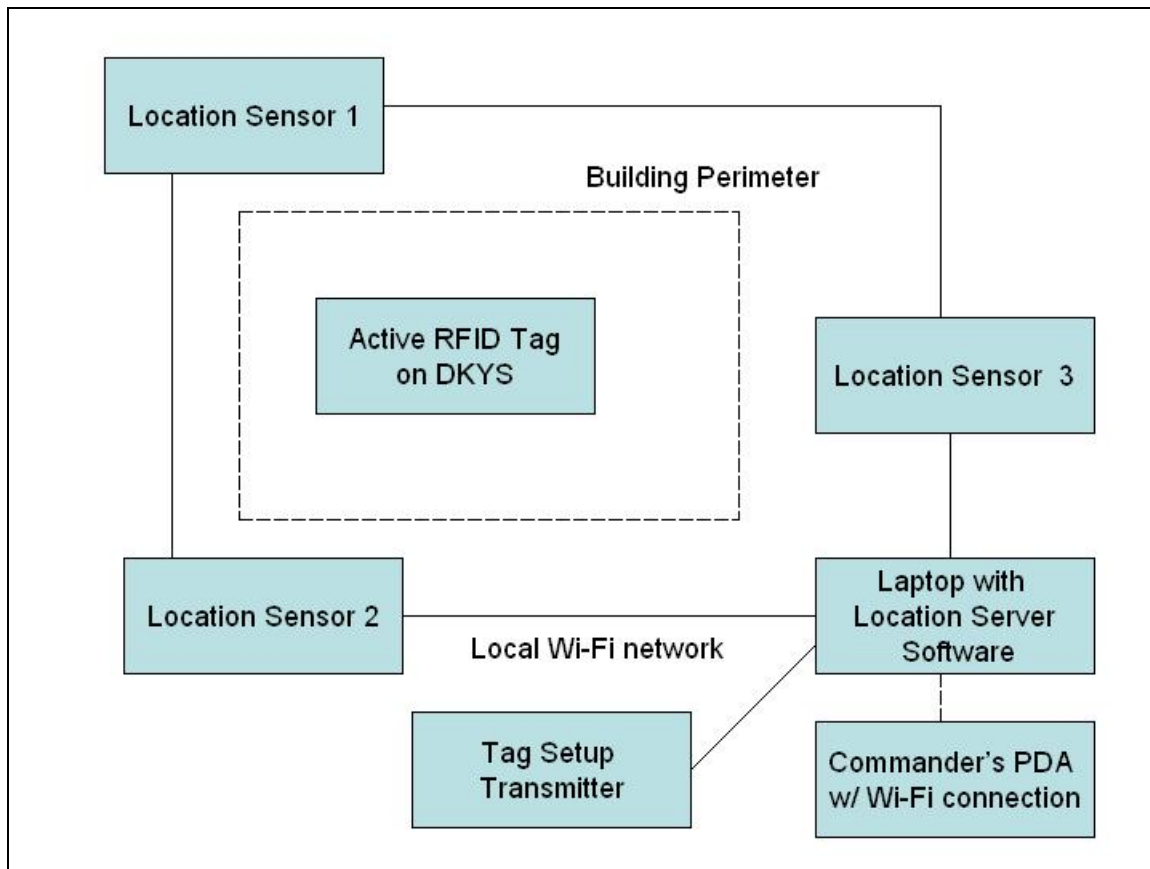 Location Sensor 1
Building Perimeter
Active RFID Tag
on DKYS
Location Sensor 3
Location Sensor 2
Local Wi-Fi network
Laptop with
Location Server
Software
Tag Setup
Transmitter
Commander's PDA
w/ Wi-Fi connection